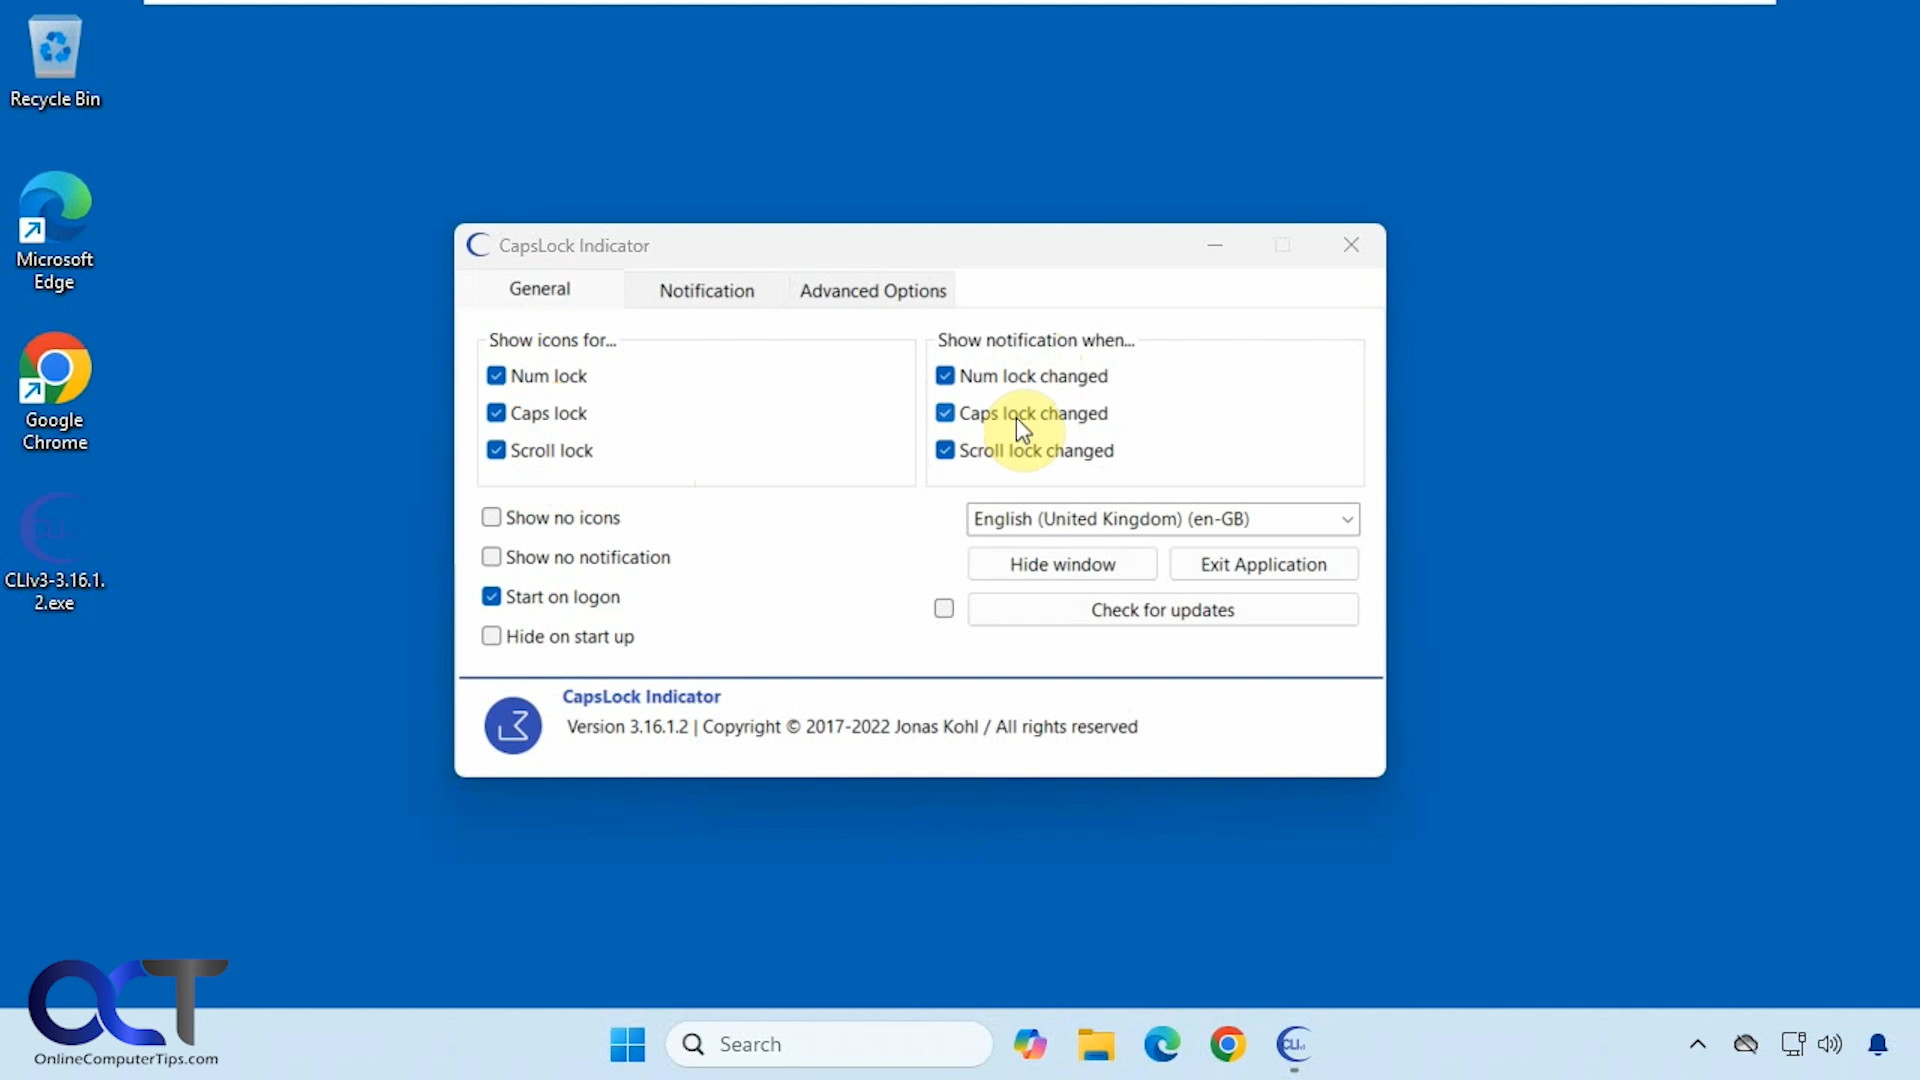 Recycle Bin
Microsoft
Edge
Google
Chrome
CLIv3-3.16.1.
2.exe
CapsLock Indicator
General
Notification
Advanced Options
Show icons for...
Num lock
Caps lock
Scroll lock
Show notification when...
Num lock changed
Caps lock changed
Scroll lock changed
Show no icons
Show no notification
Start on logon
Hide on start up
English (United Kingdom) (en-GB)
Hide window
Exit Application
Check for updates
CapsLock Indicator
Version 3.16.1.2 | Copyright © 2017-2022 Jonas Kohl / All rights reserved
OCT
OnlineComputerTips.com
Search
CLI